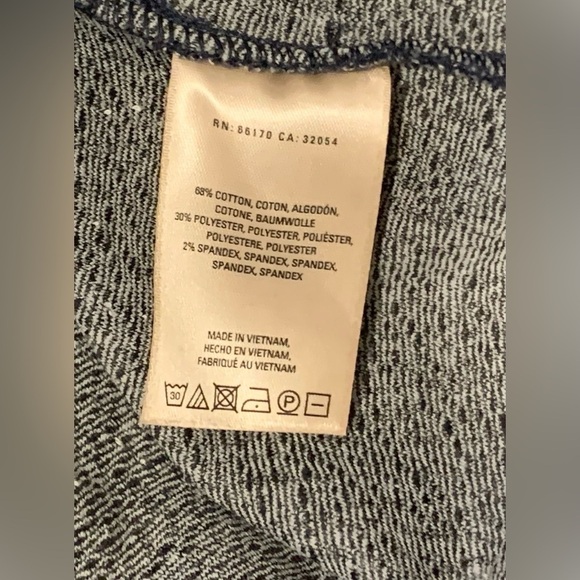 RN: 86170 CA: 32054
68% COTTON, COTON, ALGODÓN,
COTONE, BAUMWOLLE
30% POLYESTER, POLYESTER, POLIÉSTER,
POLYESTERE, POLYESTER
2% SPANDEX, SPANDEX, SPANDEX,
SPANDEX, SPANDEX
MADE IN VIETNAM,
HECHO EN VIETNAM,
FABRIQUÉ AU VIETNAM
30 P